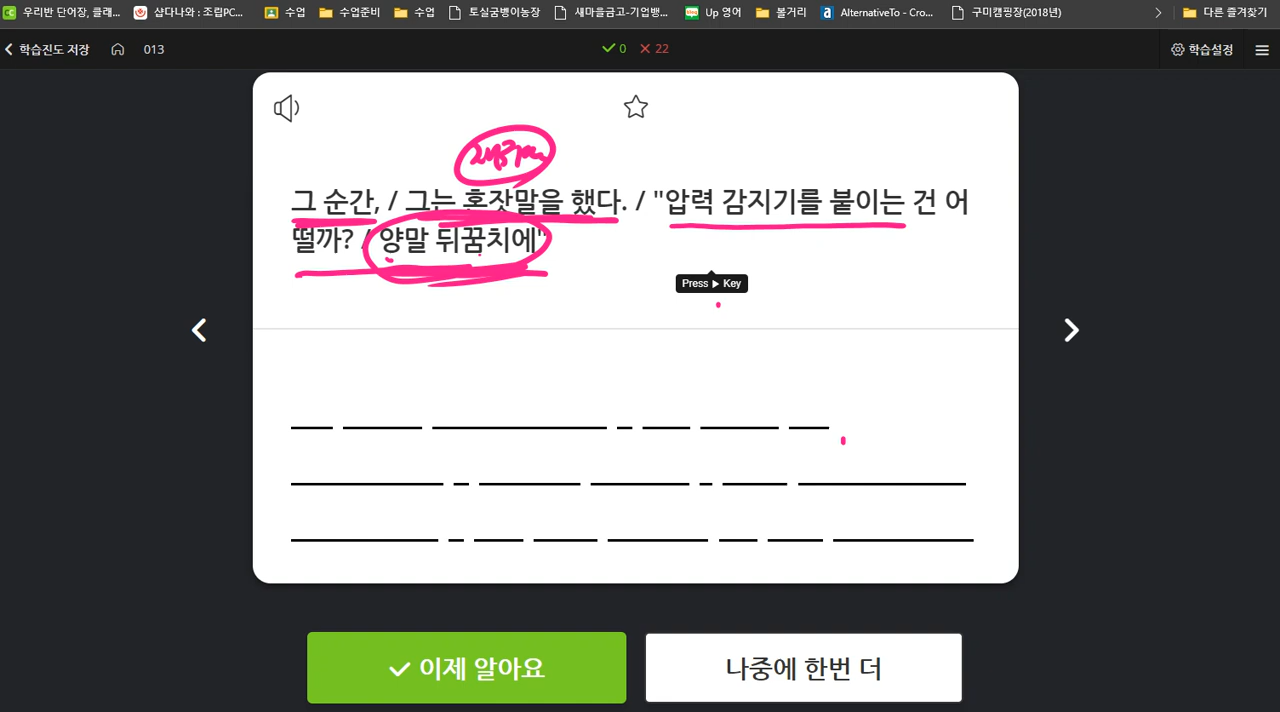 우리반 단어장, 클래... 샵다나와 : 조립PC... 수업 수업준비 수업 토실굼벵이농장 새마을금고-기업뱅... Up 영어 볼거리 AlternativeTo - Cro... 구미캠핑장(2018년) 다른 즐겨찾기
학습진도 저장 013 0 22 학습설정
그 순간, / 그는 혼잣말을 했다. / "압력 감지기를 붙이는 건 어
떨까? / 양말 뒤꿈치에"
Press ▶ Key
이제 알아요 나중에 한번 더